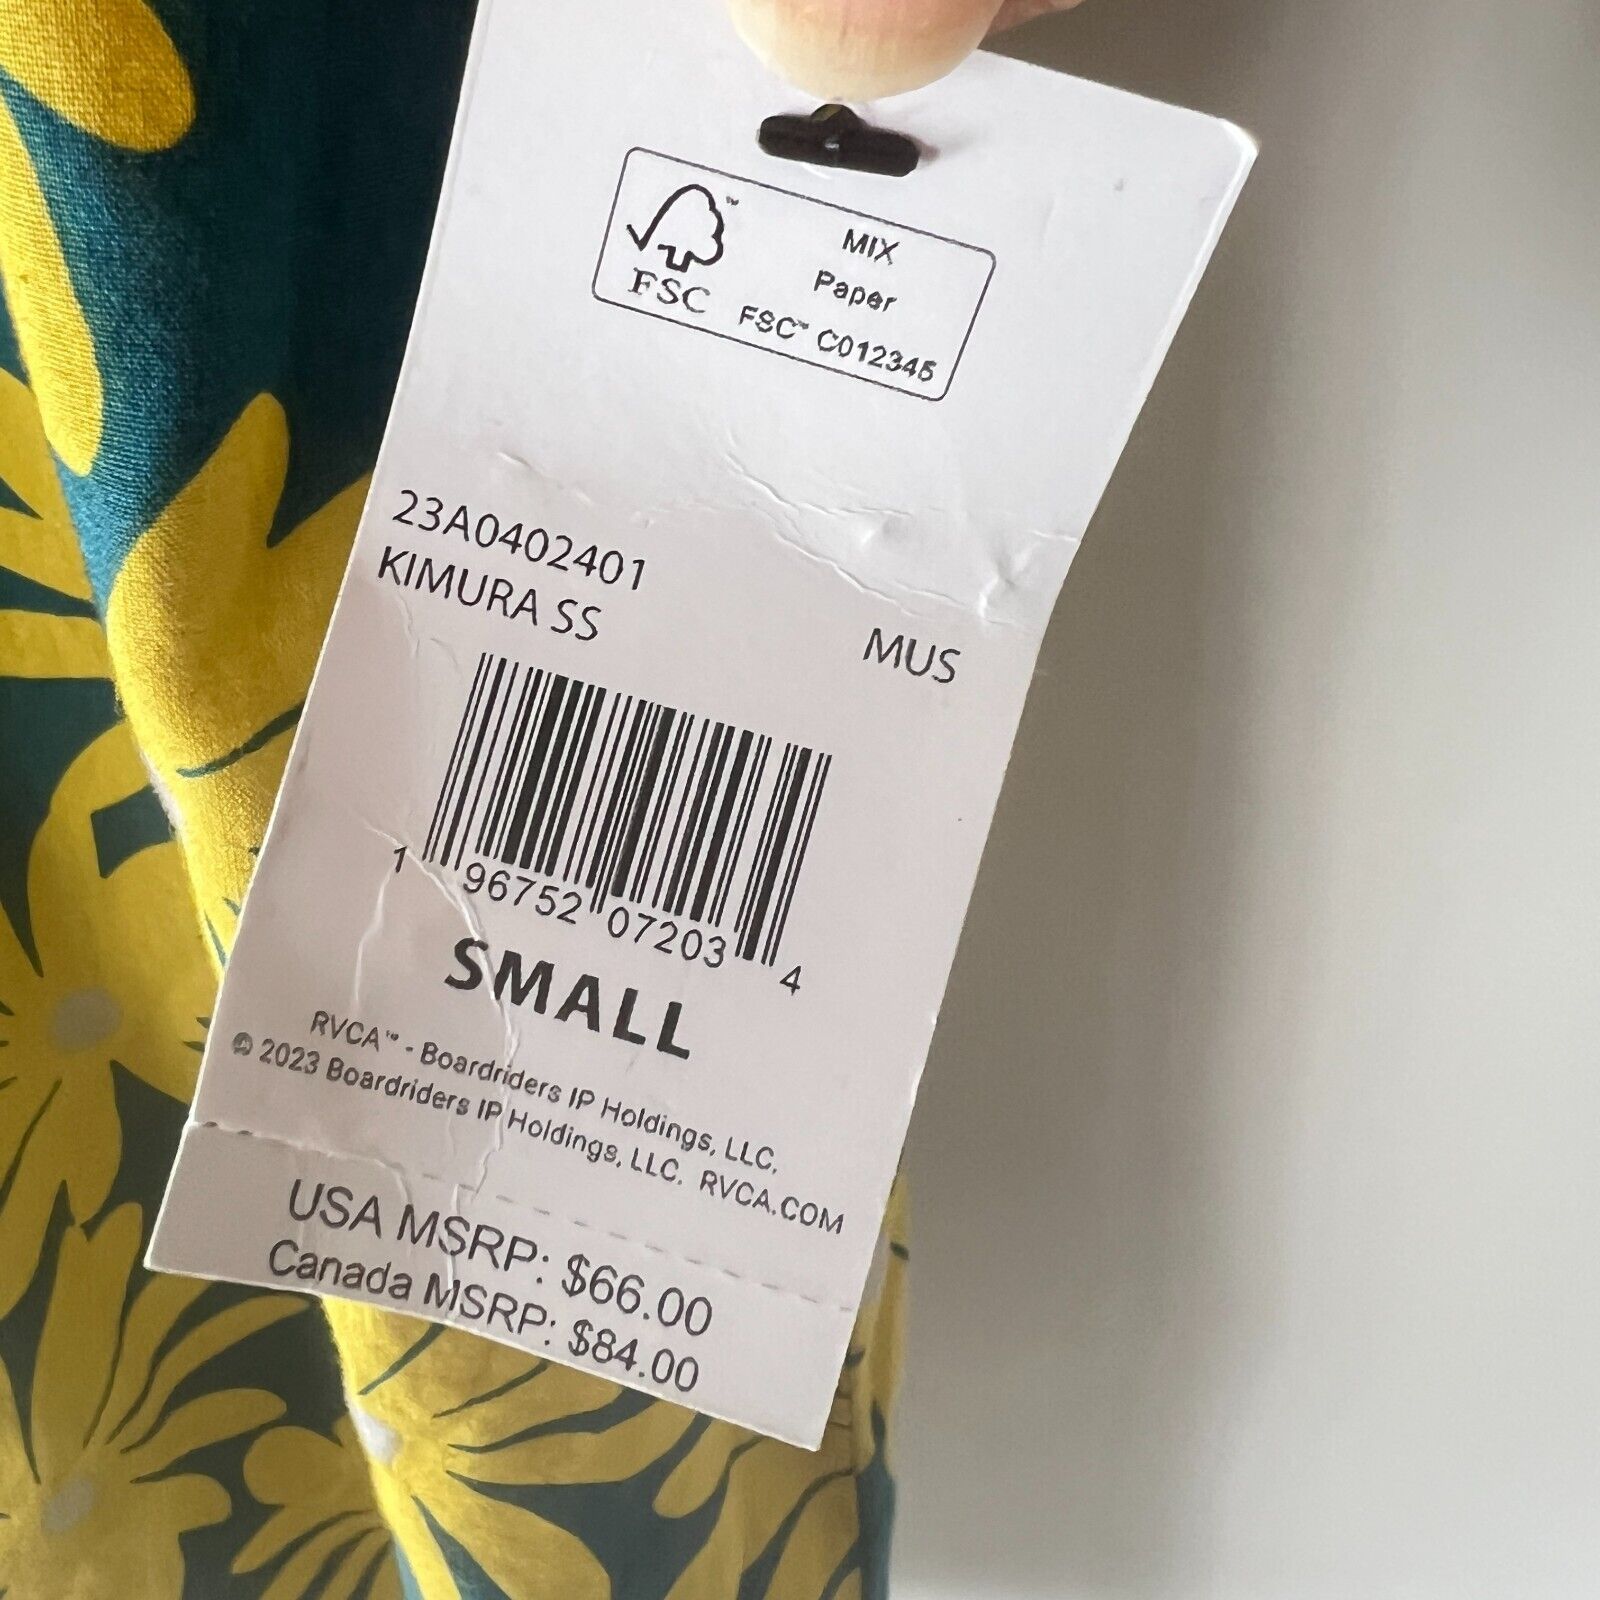 FSC™
MIX
Paper
FSC™ C012345
23A0402401
KIMURA SS
MUS
1 96752 07203 4
SMALL
RVCA™ - Boardriders IP Holdings, LLC.
© 2023 Boardriders IP Holdings, LLC. RVCA.COM
USA MSRP: $66.00
Canada MSRP: $84.00